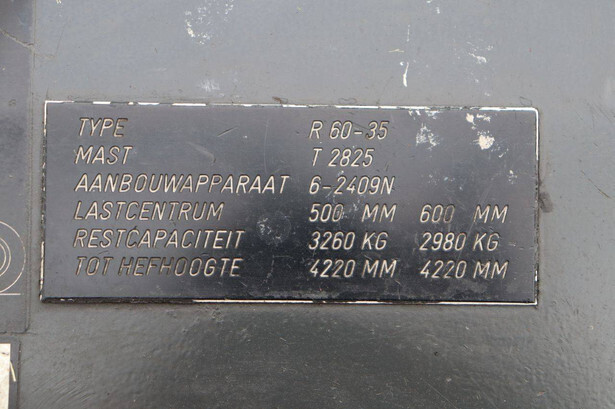 TYPE R 60-35
MAST T 2825
AANBOUWAPPARAAT 6-2409N
LASTCENTRUM 500 MM 600 MM
RESTCAPACITEIT 3260 KG 2980 KG
TOT HEFHOOGTE 4220 MM 4220 MM